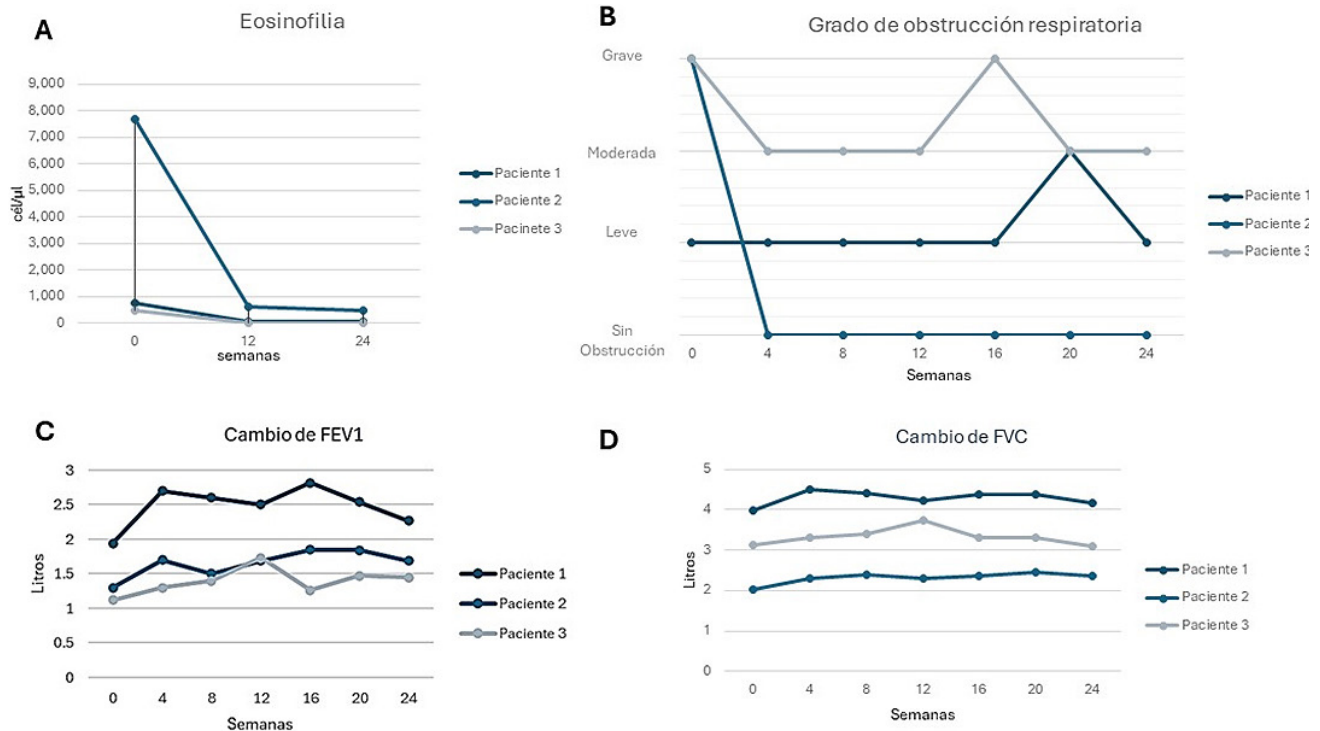 A
Eosinofilia
9,000
8,000
7,000
6,000
5,000
4,000
3,000
2,000
1,000
0
cél/µl
0 12 24
semanas
Paciente 1
Paciente 2
Pacinete 3
B
Grado de obstrucción respiratoria
Grave
Moderada
Leve
Sin
Obstrucción
0 4 8 12 16 20 24
Semanas
Paciente 1
Paciente 2
Paciente 3
C
Cambio de FEV1
3
2.5
2
1.5
1
0.5
0
Litros
0 4 8 12 16 20 24
Semanas
Paciente 1
Paciente 2
Paciente 3
D
Cambio de FVC
5
4
3
2
1
0
Litros
0 4 8 12 16 20 24
Semanas
Paciente 1
Paciente 2
Paciente 3